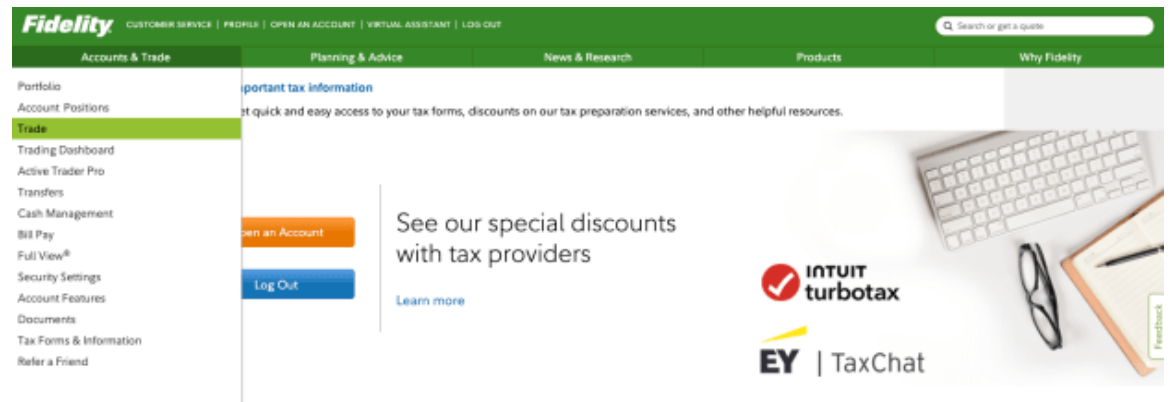 Fidelity CUSTOMER SERVICE | PROFILE | OPEN AN ACCOUNT | VIRTUAL ASSISTANT | LOG OUT Search or get a quote
Accounts & Trade Planning & Advice News & Research Products Why Fidelity
Portfolio
Account Positions
Trade
Trading Dashboard
Active Trader Pro
Transfers
Cash Management
Bill Pay
Full View®
Security Settings
Account Features
Documents
Tax Forms & Information
Refer a Friend
portant tax information
et quick and easy access to your tax forms, discounts on our tax preparation services, and other helpful resources.
pen an Account
Log Out
See our special discounts
with tax providers
Learn more
INTUIT
turbotax
EY | TaxChat
Feedback